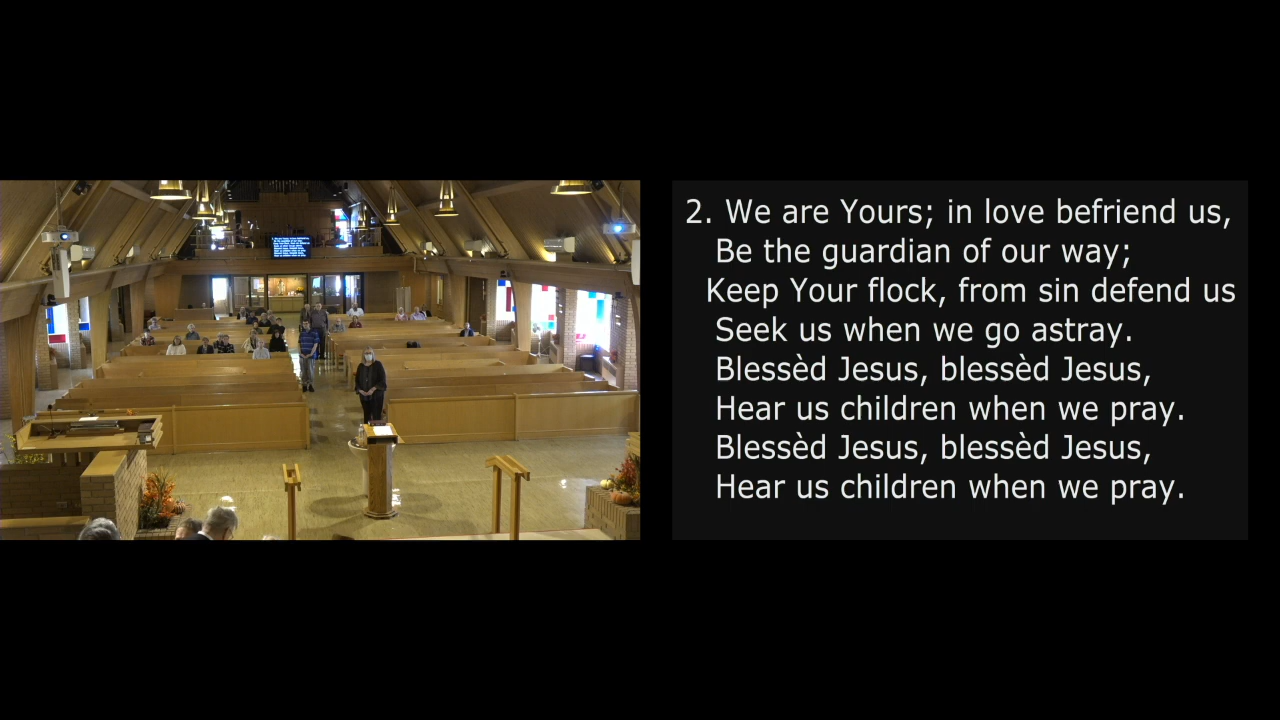 2. We are Yours; in love befriend us,
Be the guardian of our way;
Keep Your flock, from sin defend us
Seek us when we go astray.
Blessèd Jesus, blessèd Jesus,
Hear us children when we pray.
Blessèd Jesus, blessèd Jesus,
Hear us children when we pray.